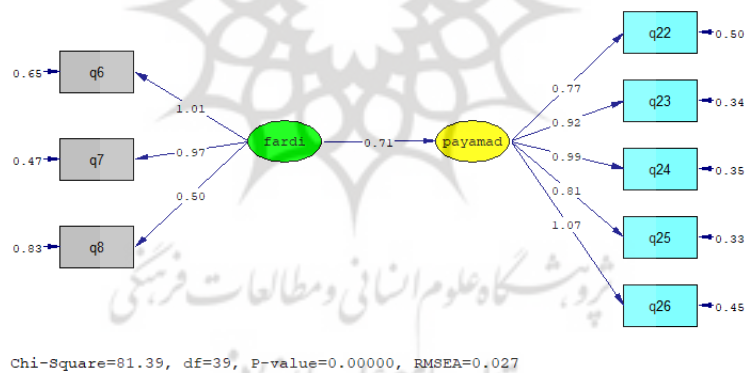 q22 0.50
0.65 q6
0.77
1.01 q23 0.34
0.92
0.47 q7 0.97 fardi 0.71 payamad
0.99 q24 0.35
0.50 0.81
0.83 q8 1.07 q25 0.33
پژوهشگاه علوم انسانی و مطالعات فرهنگی
q26 0.45
Chi-Square=81.39, df=39, P-value=0.00000, RMSEA=0.027